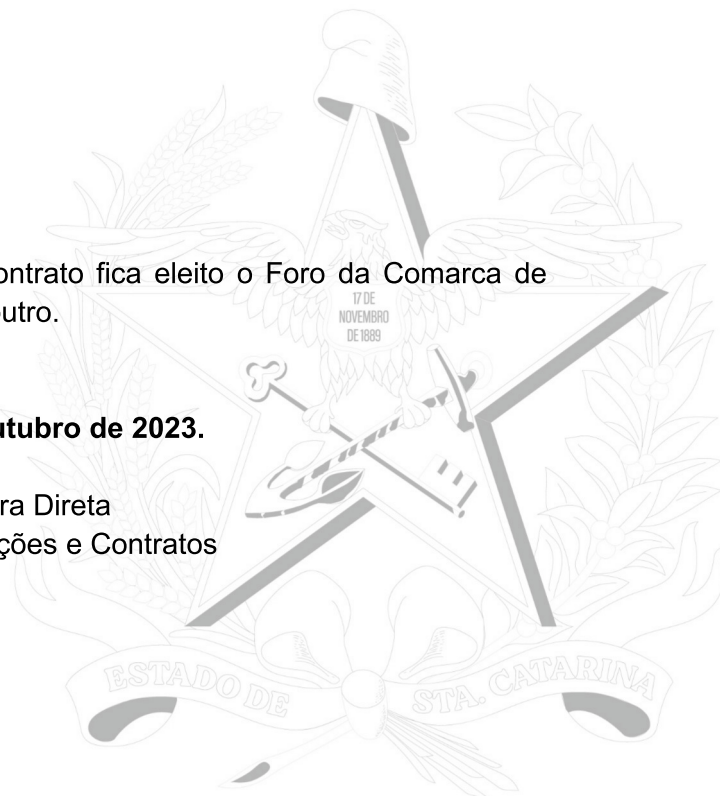 ontrato fica eleito o Foro da Comarca de
outro.
17 DE
NOVEMBRO
DE 1889
utubro de 2023.
ra Direta
ções e Contratos
ESTADO DE STA. CATARINA